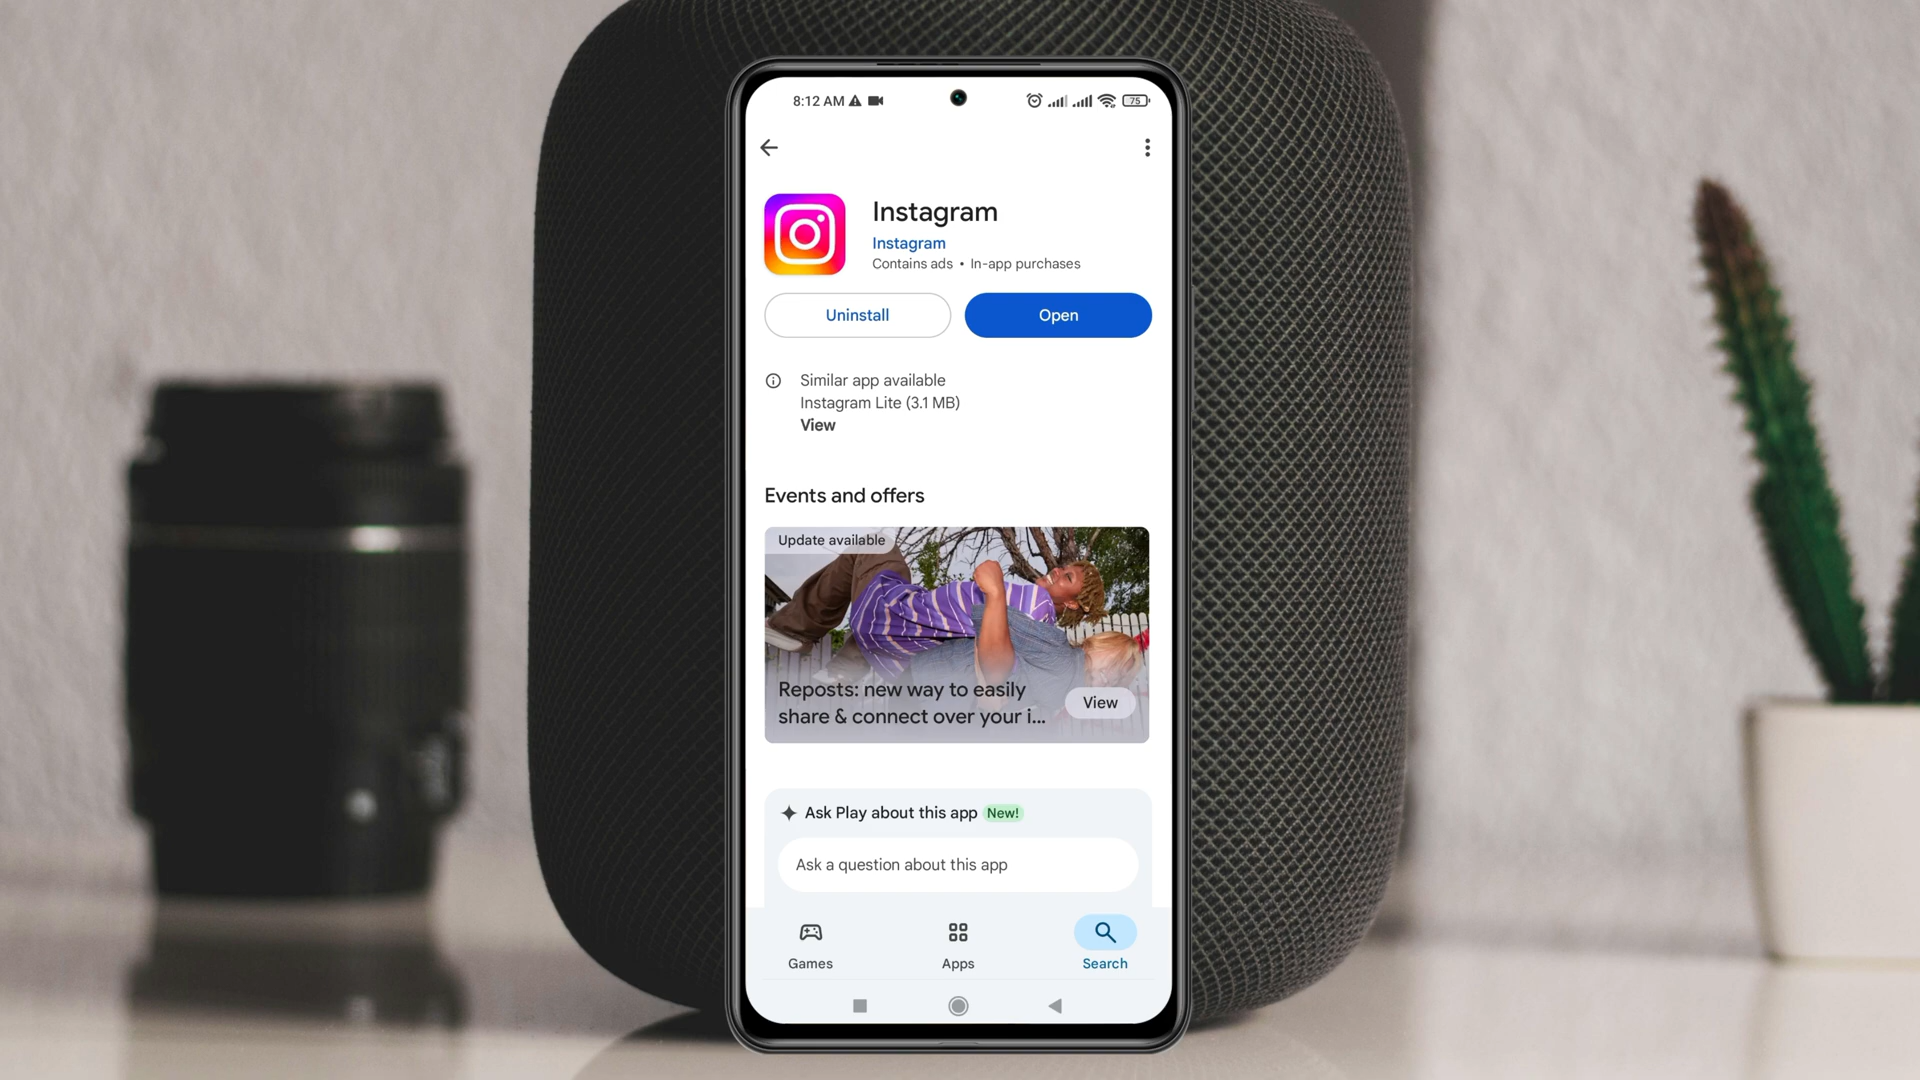 8:12 AM
75
Instagram
Instagram
Contains ads • In-app purchases
Uninstall
Open
Similar app available
Instagram Lite (3.1 MB)
View
Events and offers
Update available
Reposts: new way to easily
share & connect over your i...
View
Ask Play about this app New!
Ask a question about this app
Games
Apps
Search